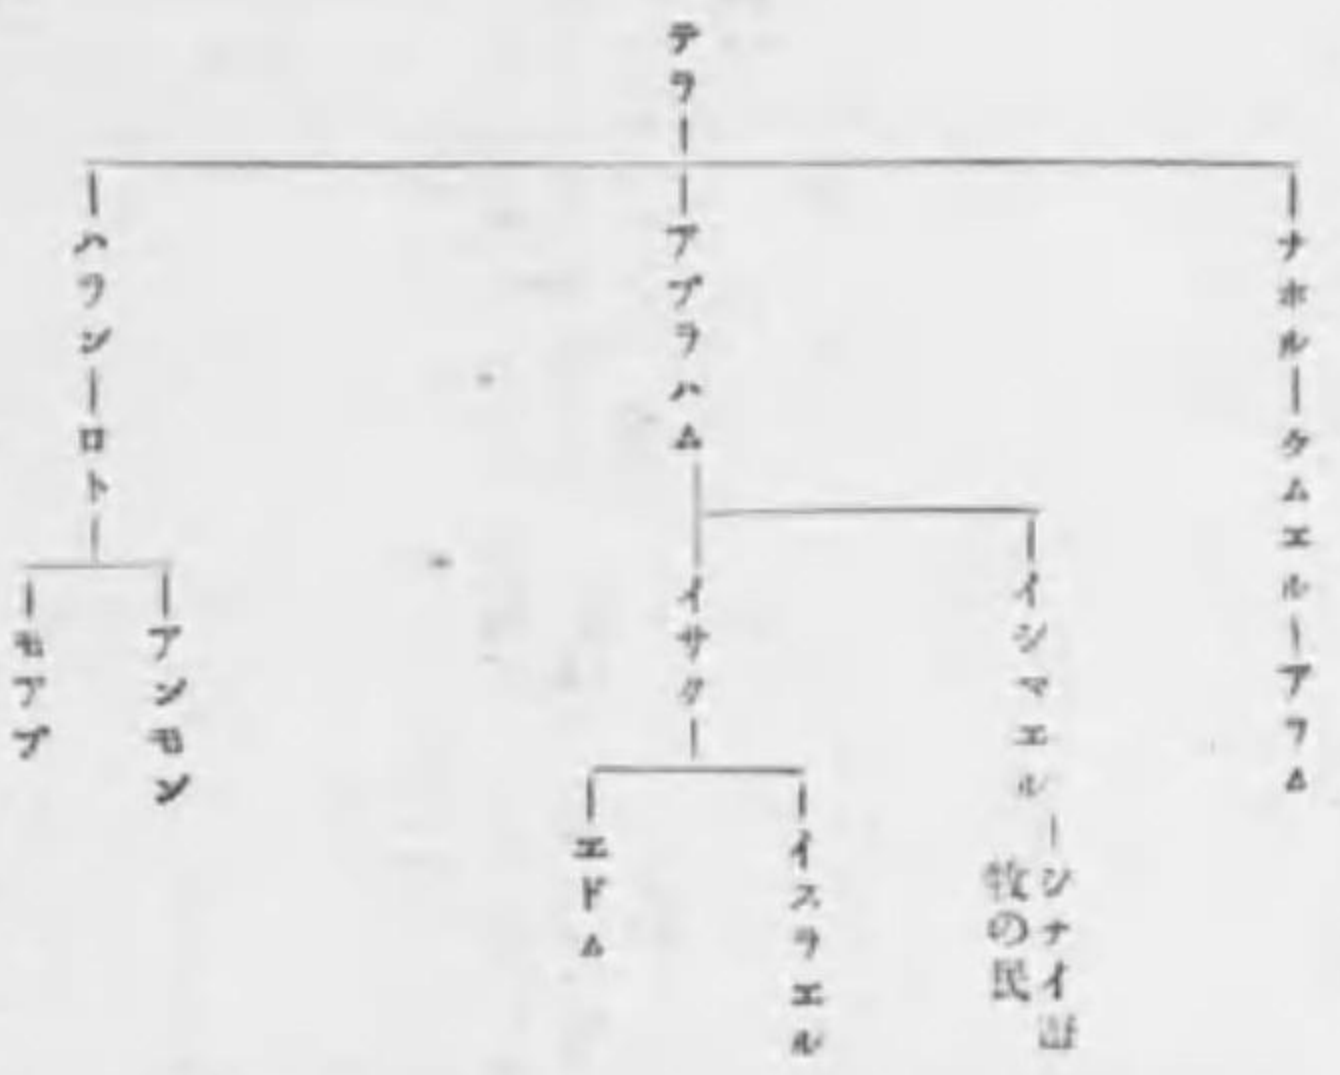 テラ
ナホル―ケムエル―アラム
アブラハム
イシマエル―シナイ
牧の民
イサク
イスラエル
エドム
ハラン―ロト
アンモン
モアブ